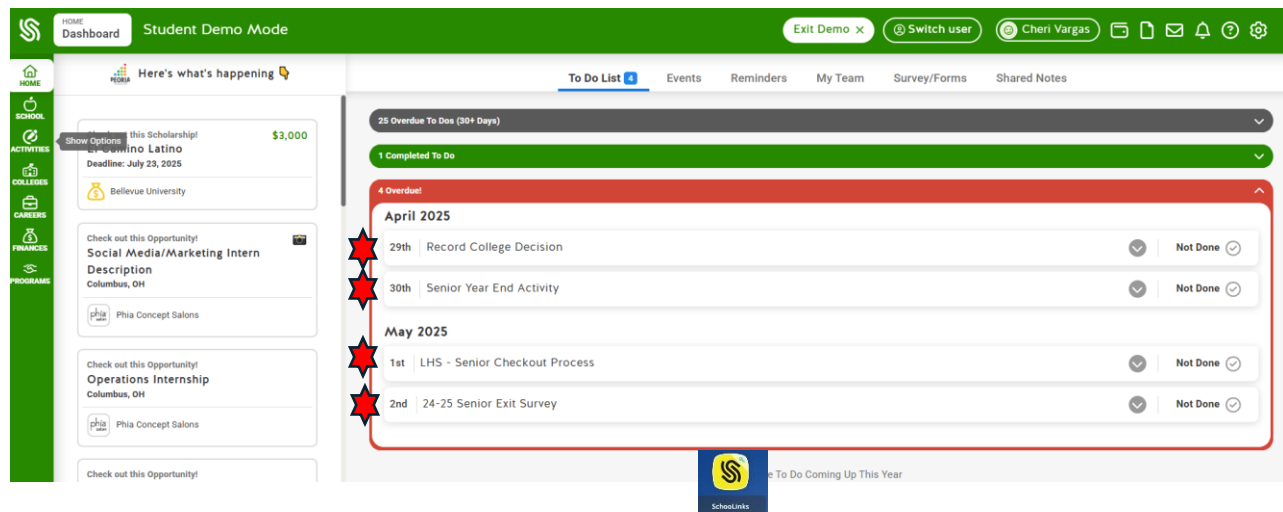 HOME
Dashboard
Student Demo Mode
Exit Demo ×
Switch user
Cheri Vargas
HOME
SCHOOL
ACTIVITIES
COLLEGES
CAREERS
FINANCES
PROGRAMS
Show Options
PEORIA
Here's what's happening
this Scholarship!
$3,000
El Camino Latino
Deadline: July 23, 2025
Bellevue University
Check out this Opportunity!
Social Media/Marketing Intern
Description
Columbus, OH
phia
Phia Concept Salons
Check out this Opportunity!
Operations Internship
Columbus, OH
phia
Phia Concept Salons
Check out this Opportunity!
To Do List 4
Events
Reminders
My Team
Survey/Forms
Shared Notes
25 Overdue To Dos (30+ Days)
1 Completed To Do
4 Overdue!
April 2025
29th Record College Decision Not Done
30th Senior Year End Activity Not Done
May 2025
1st LHS - Senior Checkout Process Not Done
2nd 24-25 Senior Exit Survey Not Done
To Do Coming Up This Year
SchooLinks